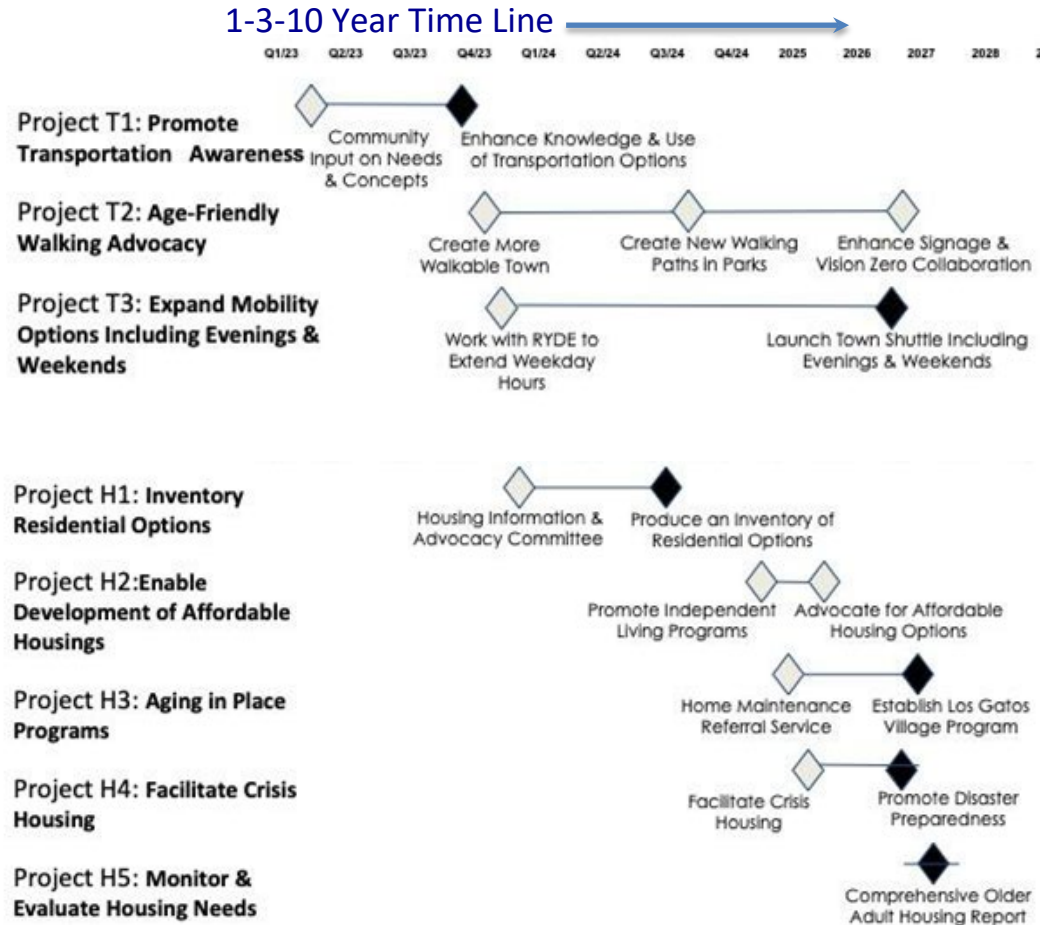 1-3-10 Year Time Line
Q1/23 Q2/23 Q3/23 Q4/23 Q1/24 Q2/24 Q3/24 Q4/24 2025 2026 2027 2028 2
Project T1: Promote
Transportation Awareness
Community
Input on Needs
& Concepts
Enhance Knowledge & Use
of Transportation Options
Project T2: Age-Friendly
Walking Advocacy
Create More
Walkable Town
Create New Walking
Paths in Parks
Enhance Signage &
Vision Zero Collaboration
Project T3: Expand Mobility
Options Including Evenings &
Weekends
Work with RYDE to
Extend Weekday
Hours
Launch Town Shuttle Including
Evenings & Weekends
Project H1: Inventory
Residential Options
Housing Information &
Advocacy Committee
Produce an Inventory of
Residential Options
Project H2:Enable
Development of Affordable
Housings
Promote Independent
Living Programs
Advocate for Affordable
Housing Options
Project H3: Aging in Place
Programs
Home Maintenance
Referral Service
Establish Los Gatos
Village Program
Project H4: Facilitate Crisis
Housing
Facilitate Crisis
Housing
Promote Disaster
Preparedness
Project H5: Monitor &
Evaluate Housing Needs
Comprehensive Older
Adult Housing Report